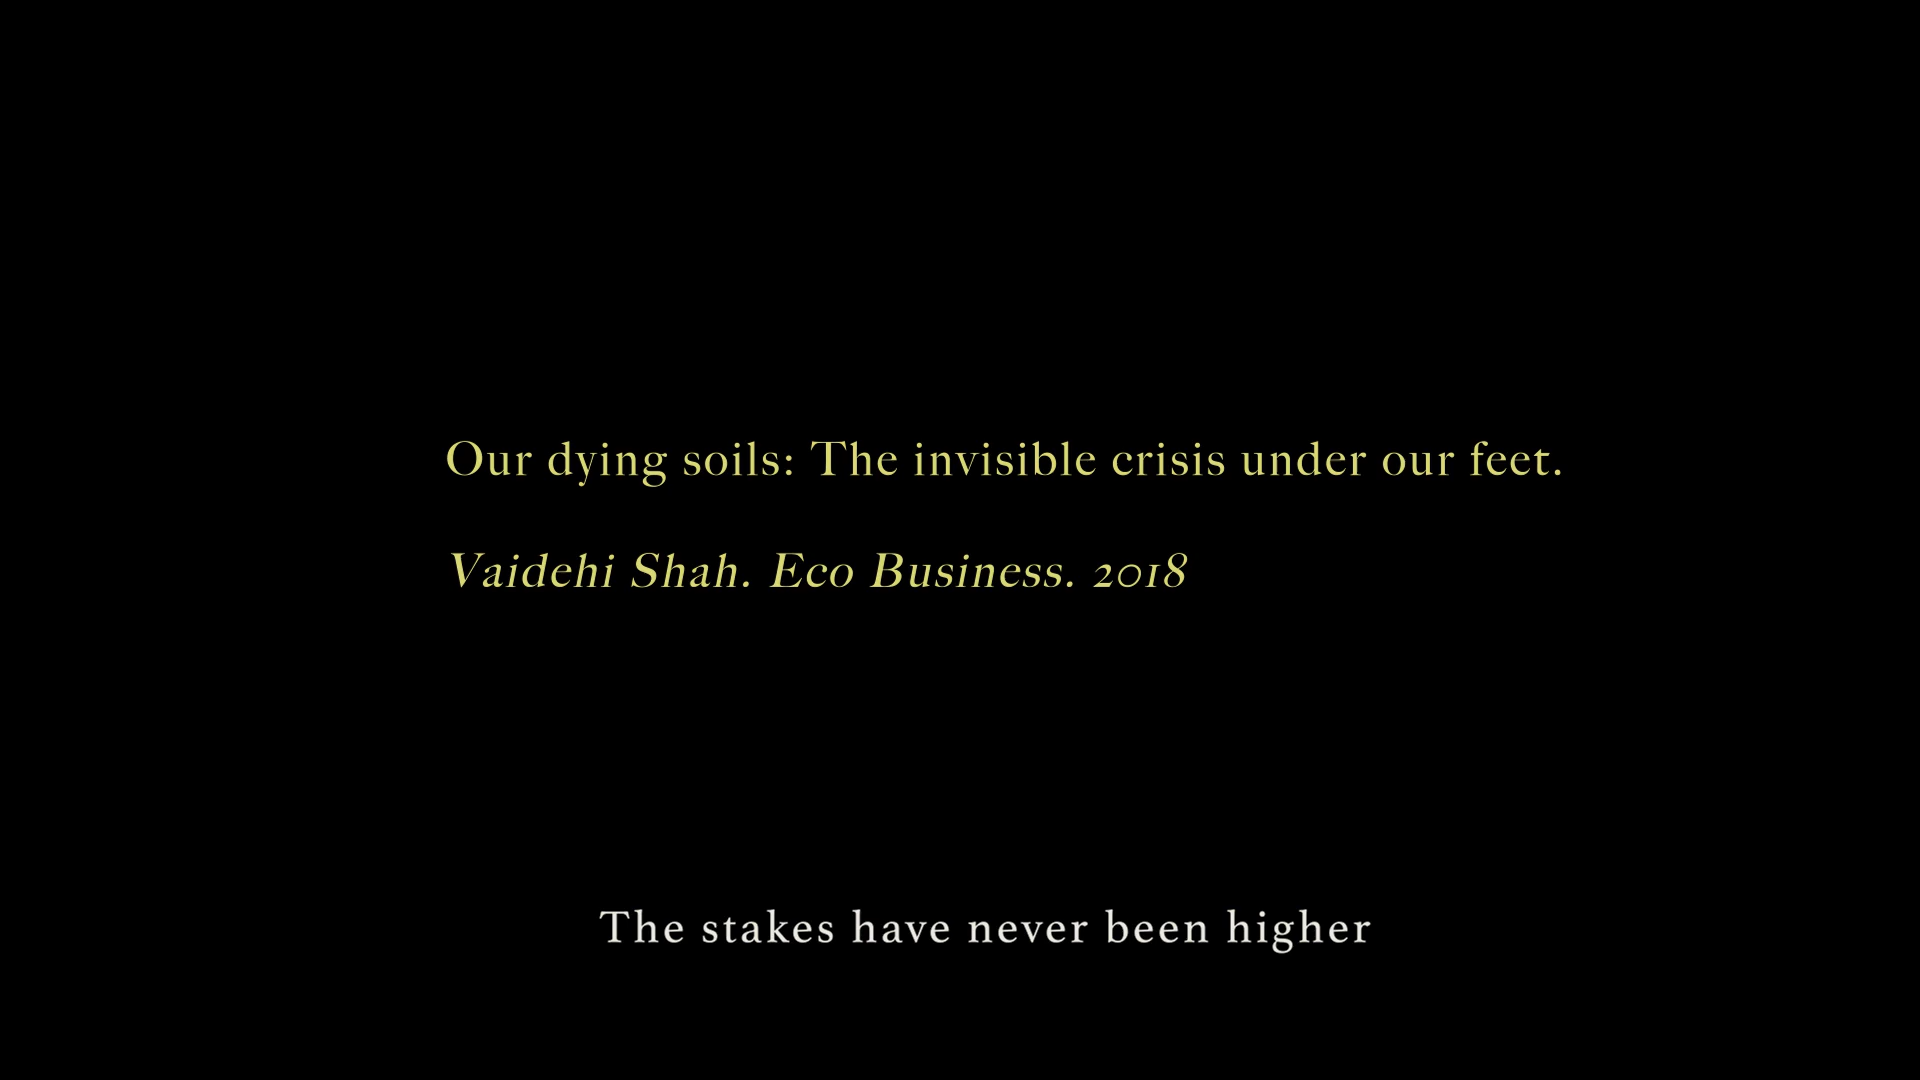 Our dying soils: The invisible crisis under our feet.
Vaidehi Shah. Eco Business. 2018
The stakes have never been higher